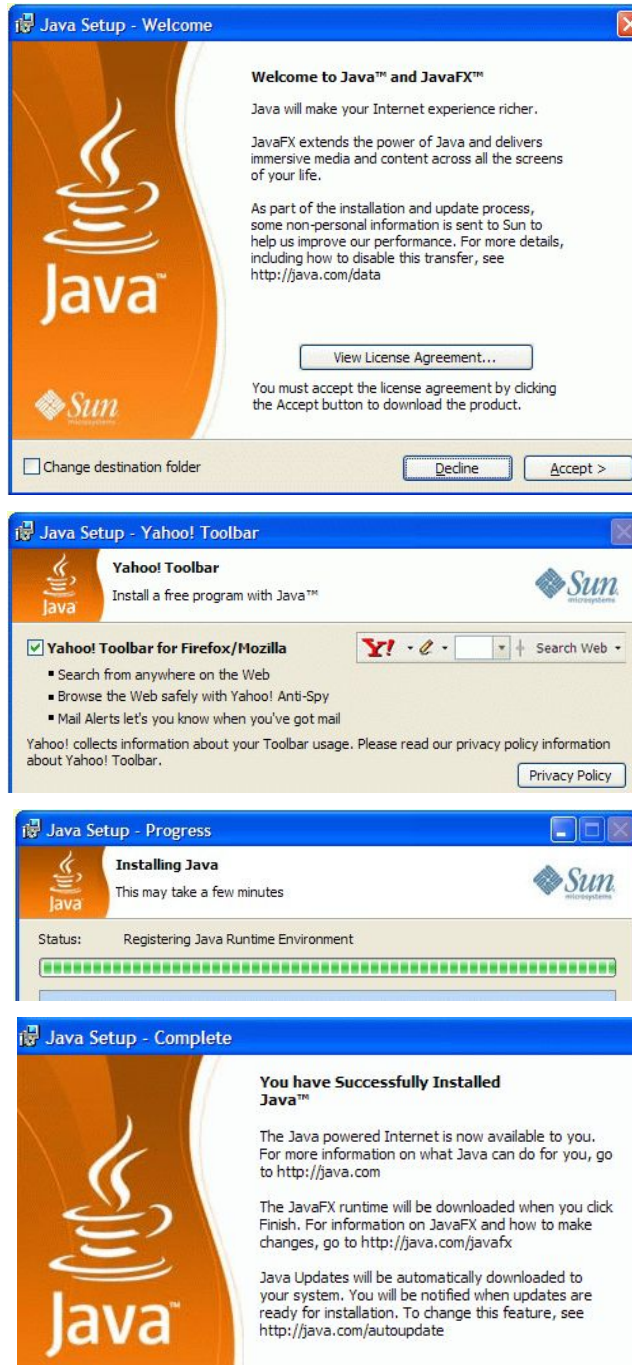 Java Setup - Welcome
Welcome to Java™ and JavaFX™
Java will make your Internet experience richer.
JavaFX extends the power of Java and delivers
immersive media and content across all the screens
of your life.
As part of the installation and update process,
some non-personal information is sent to Sun to
help us improve our performance. For more details,
including how to disable this transfer, see
http://java.com/data
Java™
View License Agreement...
You must accept the license agreement by clicking
the Accept button to download the product.
Sun
microsystems
Change destination folder
Decline
Accept >
Java Setup - Yahoo! Toolbar
Yahoo! Toolbar
Install a free program with Java™
Java
Sun
microsystems
Yahoo! Toolbar for Firefox/Mozilla
Y! Search Web
Search from anywhere on the Web
Browse the Web safely with Yahoo! Anti-Spy
Mail Alerts let's you know when you've got mail
Yahoo! collects information about your Toolbar usage. Please read our privacy policy information
about Yahoo! Toolbar.
Privacy Policy
Java Setup - Progress
Installing Java
This may take a few minutes
Java
Sun
microsystems
Status: Registering Java Runtime Environment
Java Setup - Complete
You have Successfully Installed
Java™
The Java powered Internet is now available to you.
For more information on what Java can do for you, go
to http://java.com
The JavaFX runtime will be downloaded when you click
Finish. For information on JavaFX and how to make
changes, go to http://java.com/javafx
Java Updates will be automatically downloaded to
your system. You will be notified when updates are
ready for installation. To change this feature, see
http://java.com/autoupdate
Java™